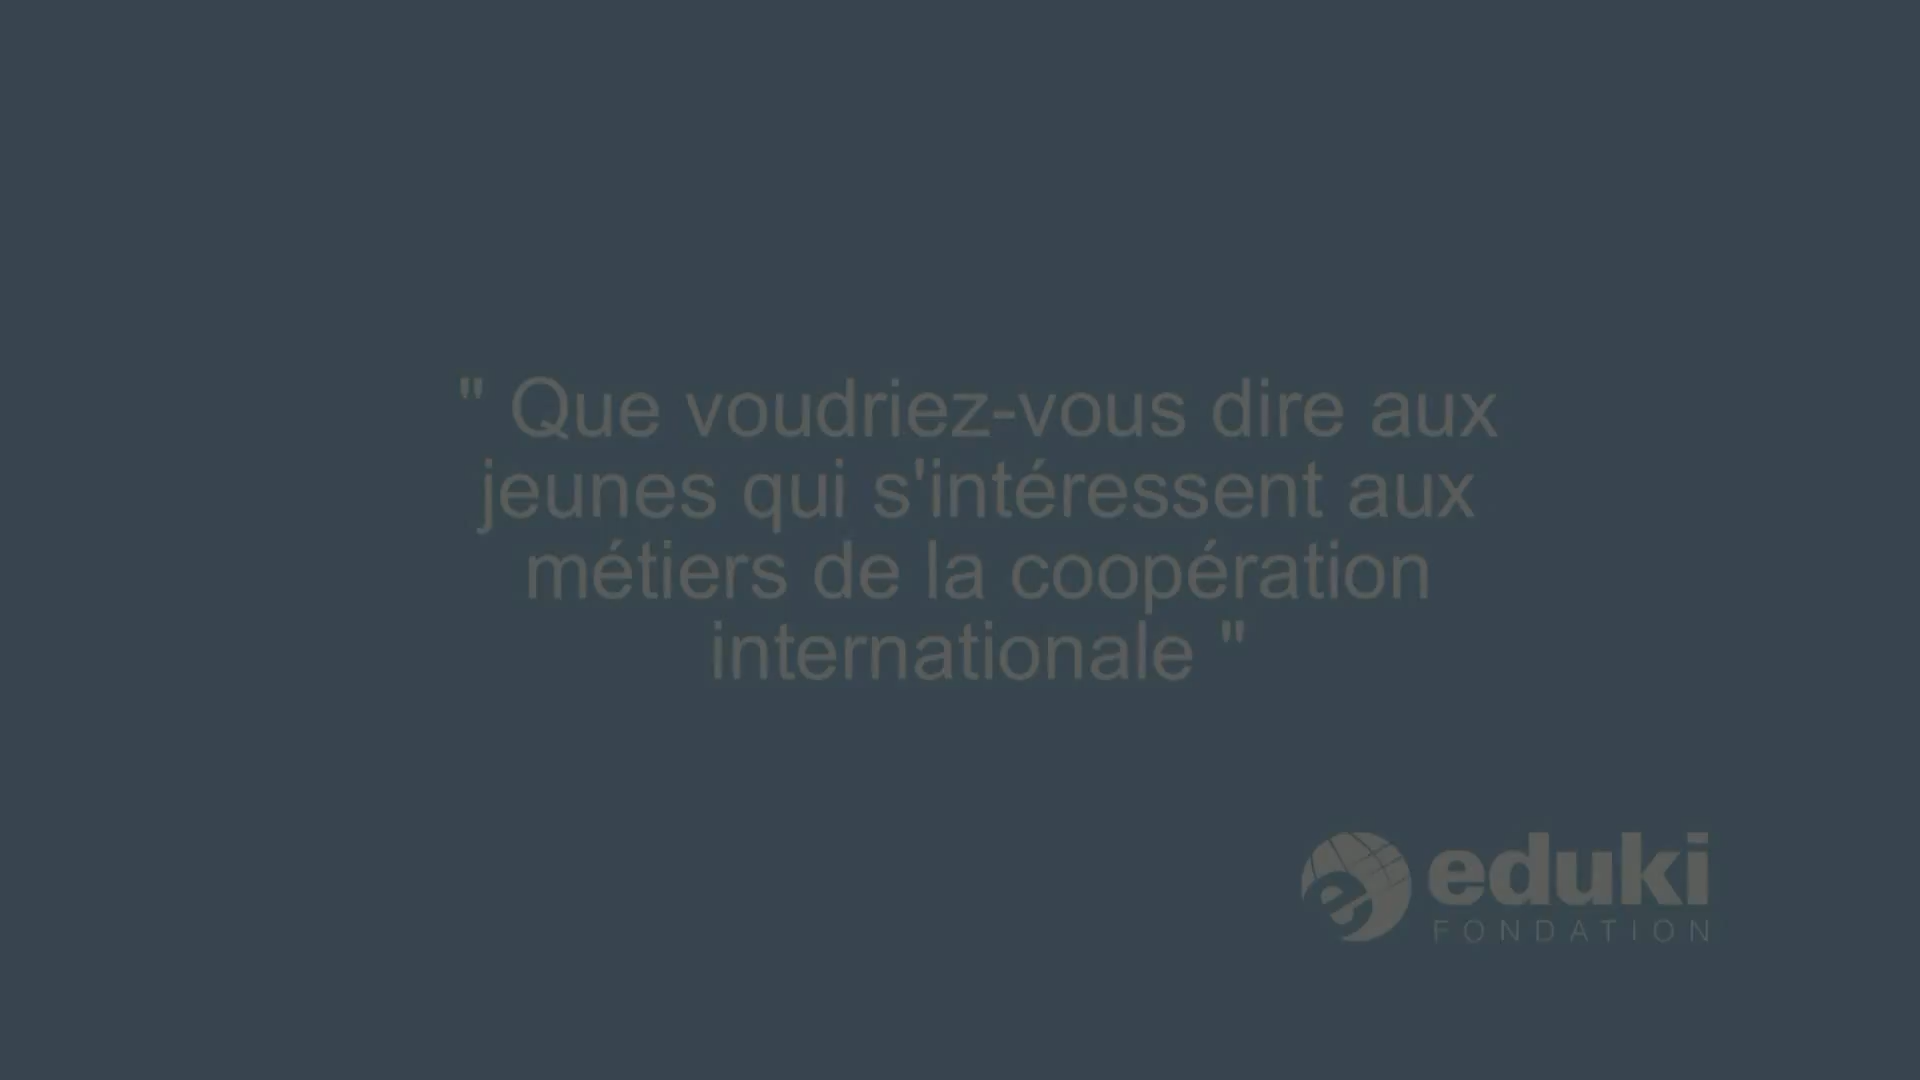 " Que voudriez-vous dire aux
jeunes qui s'intéressent aux
métiers de la coopération
internationale "
eduki
FONDATION